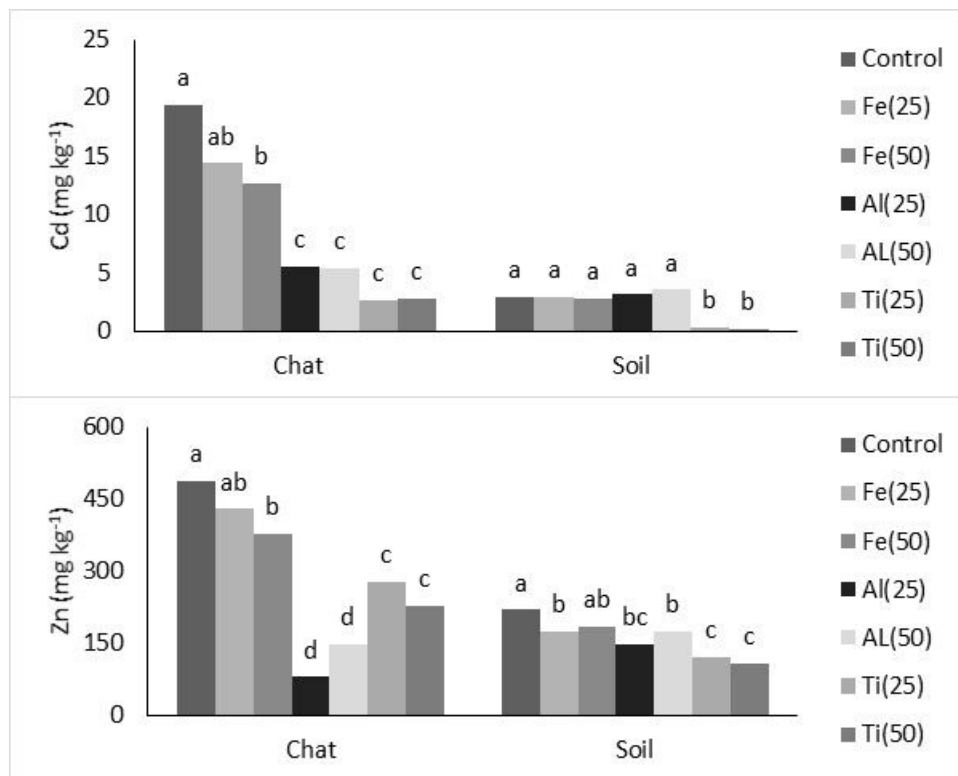 25
20
15
10
5
0
Cd (mg kg⁻¹)
a
ab
b
c
c
c
c
a
a
a
a
a
b
b
Chat
Soil
Control
Fe(25)
Fe(50)
Al(25)
AL(50)
Ti(25)
Ti(50)
600
450
300
150
0
Zn (mg kg⁻¹)
a
ab
b
d
d
c
c
a
b
ab
bc
b
c
c
Chat
Soil
Control
Fe(25)
Fe(50)
Al(25)
AL(50)
Ti(25)
Ti(50)